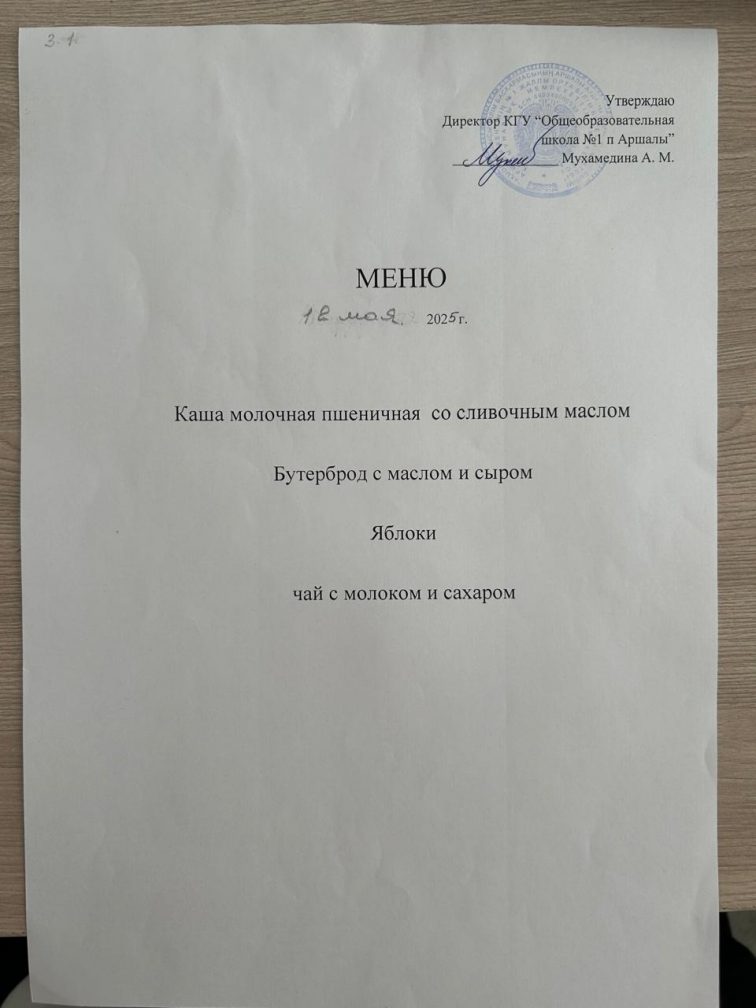 3.1
Утверждаю
Директор КГУ “Общеобразовательная
школа №1 п Аршалы”
Мухамедина А. М.
МЕНЮ
12 мая. 2025г.
Каша молочная пшеничная со сливочным маслом
Бутерброд с маслом и сыром
Яблоки
чай с молоком и сахаром